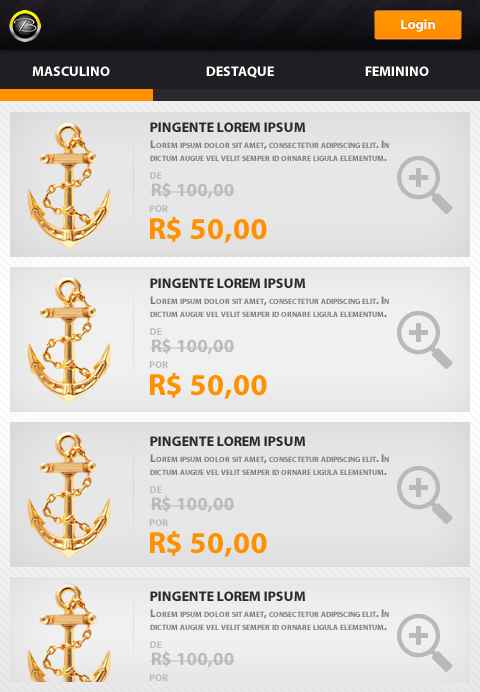 B
Login
MASCULINO DESTAQUE FEMININO
PINGENTE LOREM IPSUM
Lorem ipsum dolor sit amet, consectetur adipiscing elit. In
dictum augue vel velit semper id ornare ligula elementum.
DE
R$ 100,00
POR
R$ 50,00
PINGENTE LOREM IPSUM
Lorem ipsum dolor sit amet, consectetur adipiscing elit. In
dictum augue vel velit semper id ornare ligula elementum.
DE
R$ 100,00
POR
R$ 50,00
PINGENTE LOREM IPSUM
Lorem ipsum dolor sit amet, consectetur adipiscing elit. In
dictum augue vel velit semper id ornare ligula elementum.
DE
R$ 100,00
POR
R$ 50,00
PINGENTE LOREM IPSUM
Lorem ipsum dolor sit amet, consectetur adipiscing elit. In
dictum augue vel velit semper id ornare ligula elementum.
DE
R$ 100,00
POR